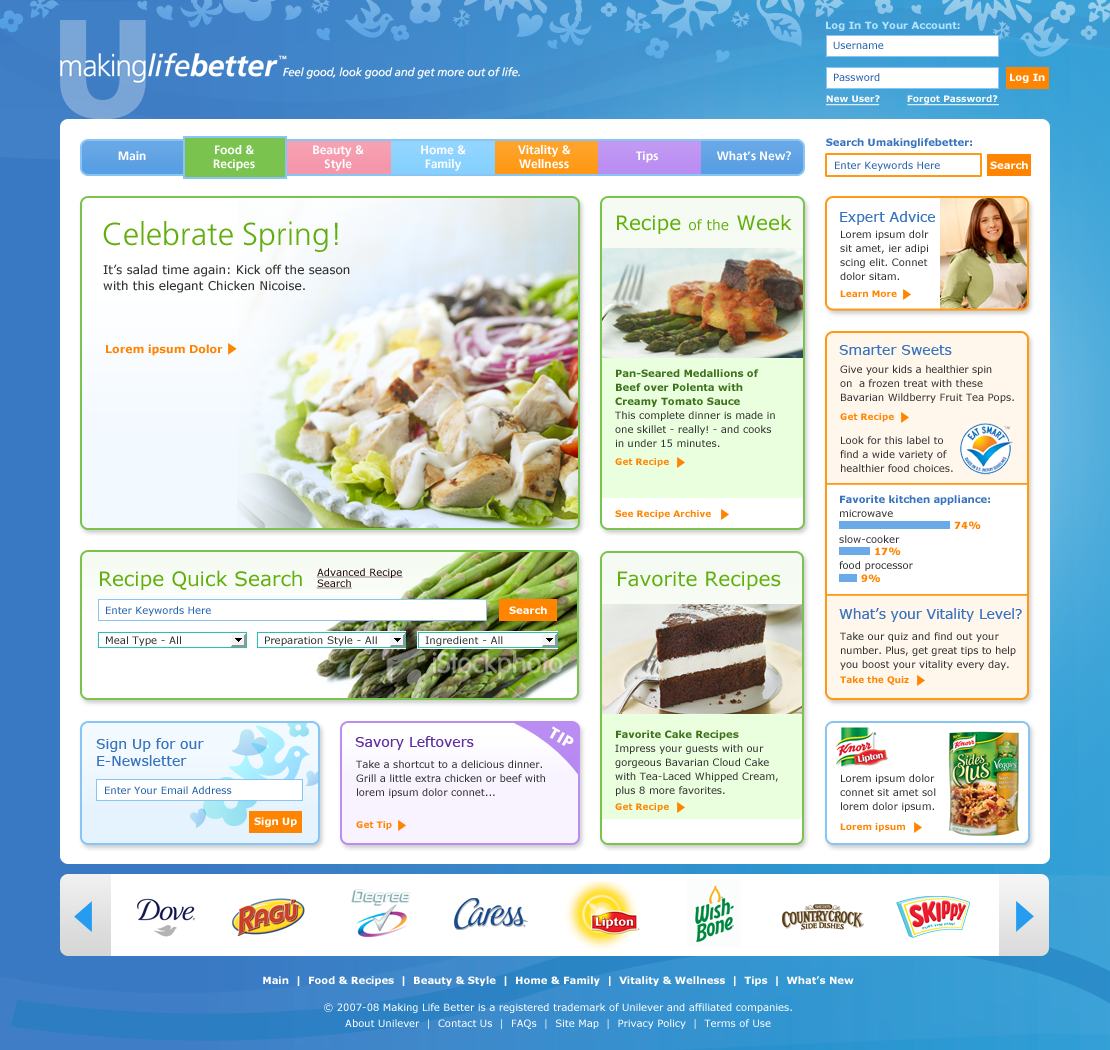 U
makinglifebetter™ Feel good, look good and get more out of life.
Log In To Your Account:
Username
Password
Log In
New User? Forgot Password?
Main
Food &
Recipes
Beauty &
Style
Home &
Family
Vitality &
Wellness
Tips
What's New?
Search Umakinglifebetter:
Enter Keywords Here
Search
Celebrate Spring!
It's salad time again: Kick off the season
with this elegant Chicken Nicoise.
Lorem ipsum Dolor
Recipe of the Week
Pan-Seared Medallions of
Beef over Polenta with
Creamy Tomato Sauce
This complete dinner is made in
one skillet - really! - and cooks
in under 15 minutes.
Get Recipe
See Recipe Archive
Expert Advice
Lorem ipsum dolr
sit amet, ier adipi
scing elit. Connet
dolor sitam.
Learn More
Smarter Sweets
Give your kids a healthier spin
on a frozen treat with these
Bavarian Wildberry Fruit Tea Pops.
Get Recipe
Look for this label to
find a wide variety of
healthier food choices.
EAT SMART
™
Favorite kitchen appliance:
microwave
74%
slow-cooker
17%
food processor
9%
What's your Vitality Level?
Take our quiz and find out your
number. Plus, get great tips to help
you boost your vitality every day.
Take the Quiz
Recipe Quick Search
Advanced Recipe
Search
Enter Keywords Here
Search
Meal Type - All
Preparation Style - All
Ingredient - All
iStockphoto
Favorite Recipes
Favorite Cake Recipes
Impress your guests with our
gorgeous Bavarian Cloud Cake
with Tea-Laced Whipped Cream,
plus 8 more favorites.
Get Recipe
Sign Up for our
E-Newsletter
Enter Your Email Address
Sign Up
Savory Leftovers
TIP
Take a shortcut to a delicious dinner.
Grill a little extra chicken or beef with
lorem ipsum dolor connet...
Get Tip
Knorr
Lipton
Lorem ipsum dolor
connet sit amet sol
lorem dolor ipsum.
Lorem ipsum
Knorr
Sides
Plus
Veggies
Dove
RAGÚ
Degree
Caress
Lipton
Wish-
Bone
COUNTRY CROCK
SIDE DISHES
SKIPPY
Main | Food & Recipes | Beauty & Style | Home & Family | Vitality & Wellness | Tips | What's New
© 2007-08 Making Life Better is a registered trademark of Unilever and affiliated companies.
About Unilever | Contact Us | FAQs | Site Map | Privacy Policy | Terms of Use